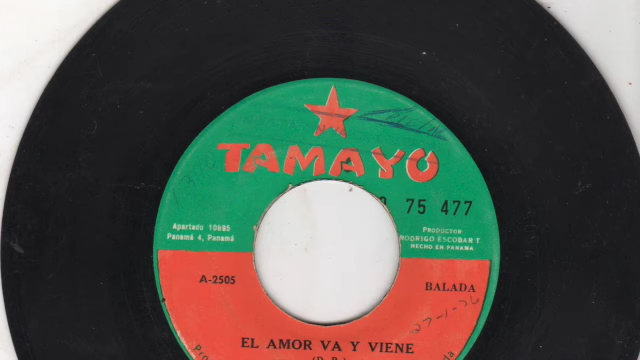 TAMAYO
75 477
Apartado 10695
Panamá 4, Panamá
PRODUCTOR
RODRIGO ESCOBAR T
HECHO EN PANAMA
A-2505
BALADA
EL AMOR VA Y VIENE
(D. R.)